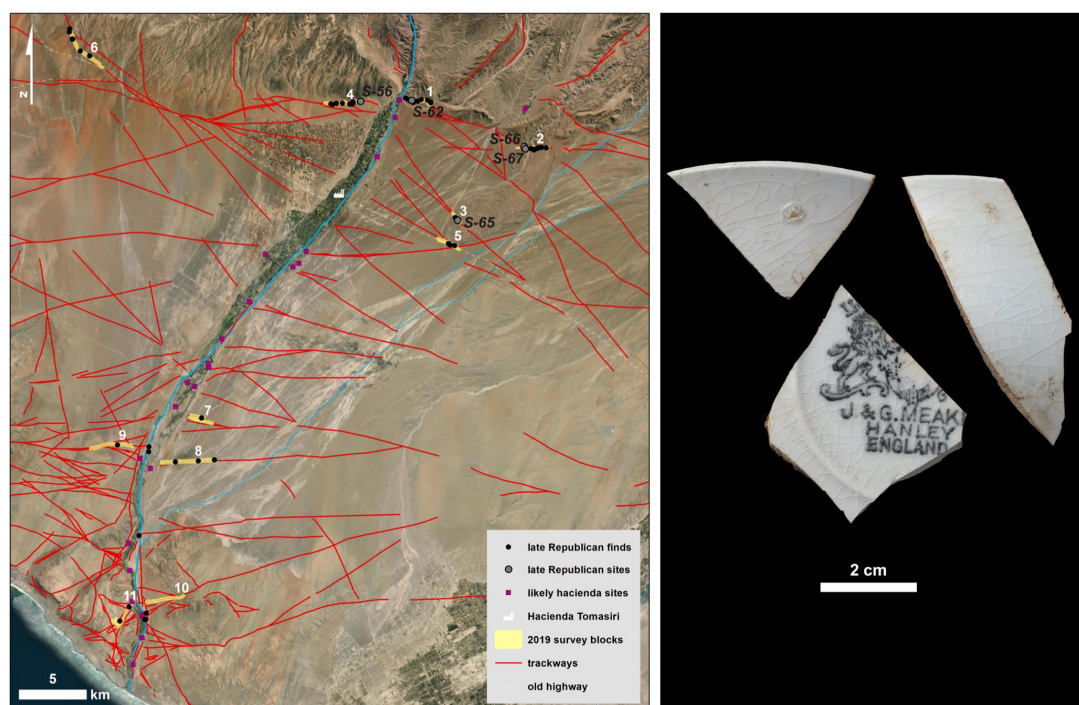 6
4
S-56
1
S-62
S-66
2
S-67
3
S-65
5
7
9
8
10
11
N
5
km
late Republican finds
late Republican sites
likely hacienda sites
Hacienda Tomasiri
2019 survey blocks
trackways
old highway
J & G. MEAK
HANLEY
ENGLAND
2 cm